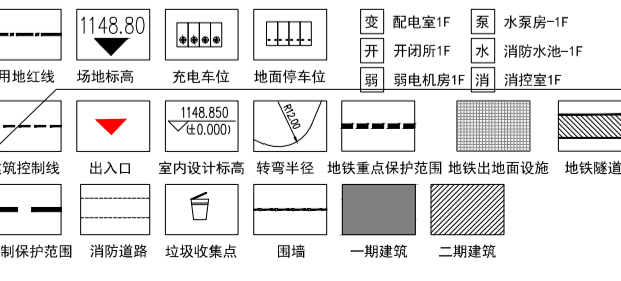 1148.80
变 配电室1F 泵 水泵房-1F
开 开闭所1F 水 消防水池-1F
用地红线 场地标高 充电车位 地面停车位 弱 弱电机房1F 消 消控室1F
1148.850
(±0.000)
R12.00
筑控制线 出入口 室内设计标高 转弯半径 地铁重点保护范围 地铁出地面设施 地铁隧道
制保护范围 消防道路 垃圾收集点 围墙 一期建筑 二期建筑